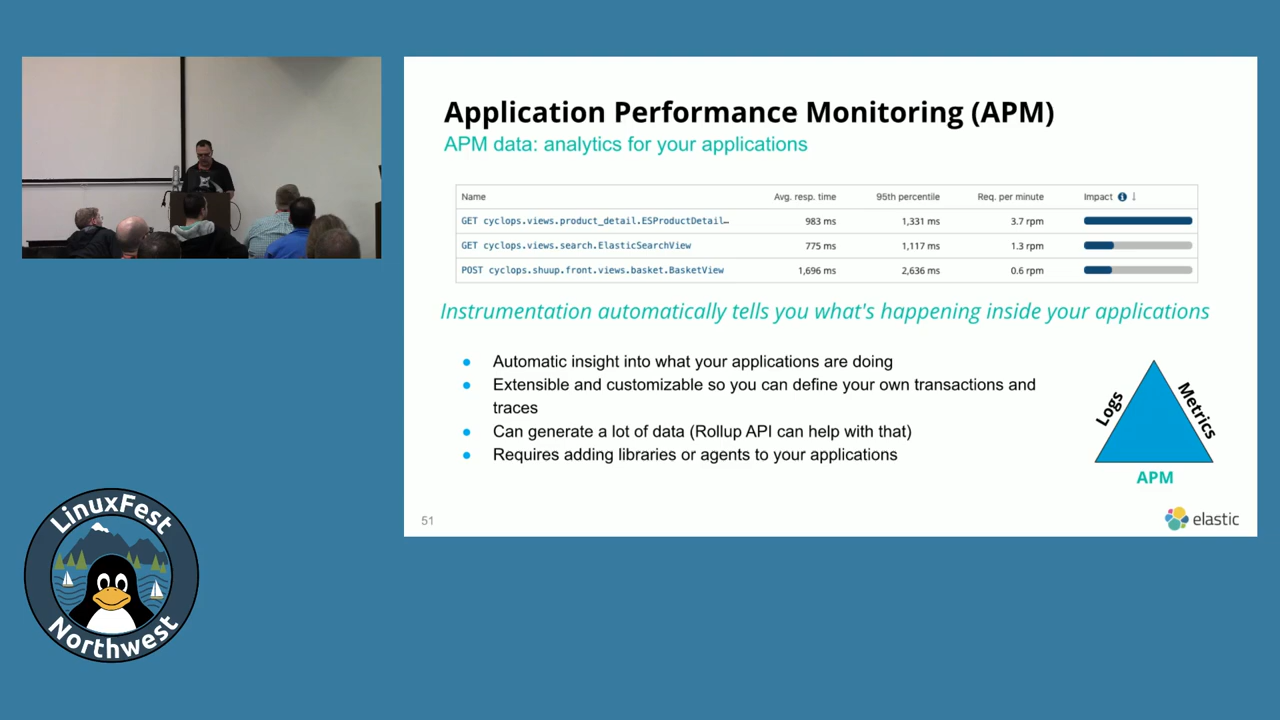 Application Performance Monitoring (APM)
APM data: analytics for your applications
Name Avg. resp. time 95th percentile Req. per minute Impact
GET cyclops.views.product_detail.ESProductDetail…
983 ms 1,331 ms 3.7 rpm
GET cyclops.views.search.ElasticSearchView 775 ms 1,117 ms 1.3 rpm
POST cyclops.shuup.front.views.basket.BasketView 1,696 ms 2,636 ms 0.6 rpm
Instrumentation automatically tells you what's happening inside your applications
● Automatic insight into what your applications are doing
● Extensible and customizable so you can define your own transactions and
traces
● Can generate a lot of data (Rollup API can help with that)
● Requires adding libraries or agents to your applications
Logs
Metrics
APM
51
elastic
LinuxFest
Northwest